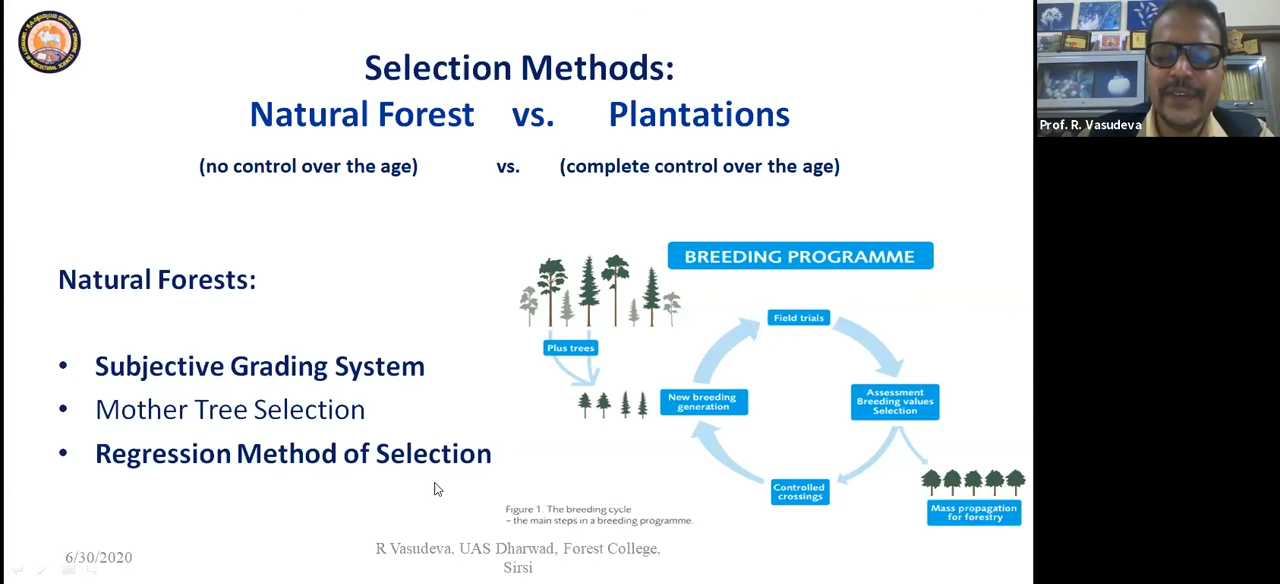 Selection Methods:
Natural Forest vs. Plantations
(no control over the age) vs. (complete control over the age)
Natural Forests:
• Subjective Grading System
• Mother Tree Selection
• Regression Method of Selection
BREEDING PROGRAMME
Plus trees
Field trials
New breeding
generation
Assessment
Breeding values
Selection
Controlled
crossings
Mass propagation
for forestry
Figure 1. The breeding cycle
– the main steps in a breeding programme.
6/30/2020
R Vasudeva, UAS Dharwad, Forest College,
Sirsi
Prof. R. Vasudeva